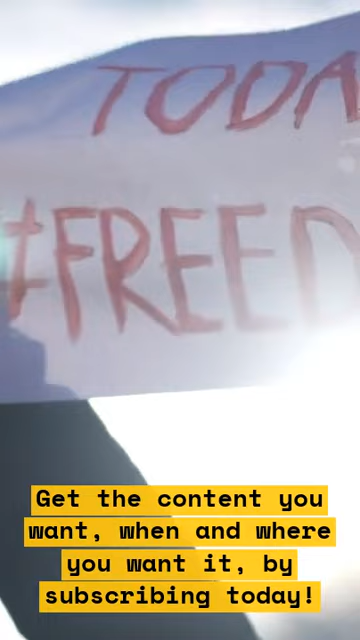 TODA
#FREED
Get the content you
want, when and where
you want it, by
subscribing today!